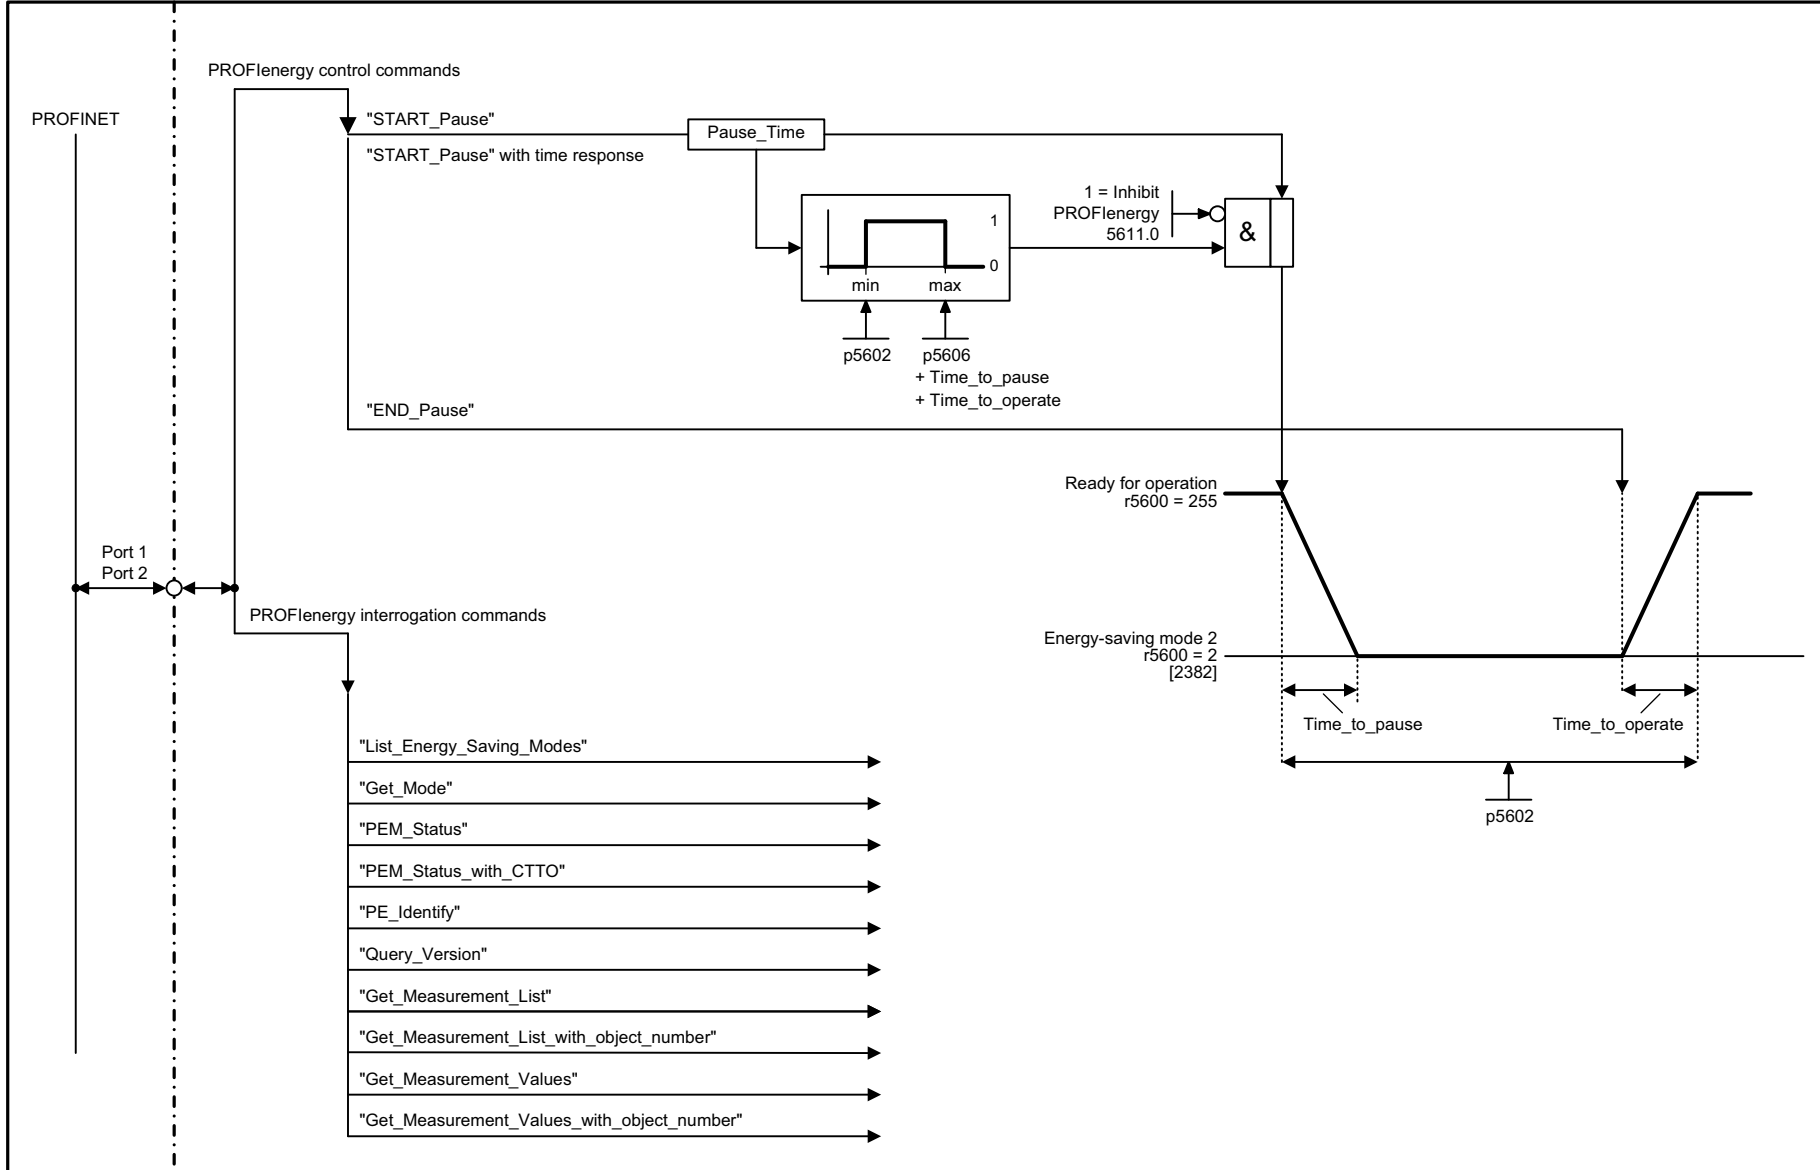 PROFIenergy control commands
PROFINET
"START_Pause"
"START_Pause" with time response
Pause_Time
1 = Inhibit
PROFIenergy
5611.0
&
1
0
min
max
p5602
p5606
+ Time_to_pause
+ Time_to_operate
"END_Pause"
Ready for operation
r5600 = 255
Port 1
Port 2
PROFIenergy interrogation commands
Energy-saving mode 2
r5600 = 2
[2382]
Time_to_pause
Time_to_operate
p5602
"List_Energy_Saving_Modes"
"Get_Mode"
"PEM_Status"
"PEM_Status_with_CTTO"
"PE_Identify"
"Query_Version"
"Get_Measurement_List"
"Get_Measurement_List_with_object_number"
"Get_Measurement_Values"
"Get_Measurement_Values_with_object_number"